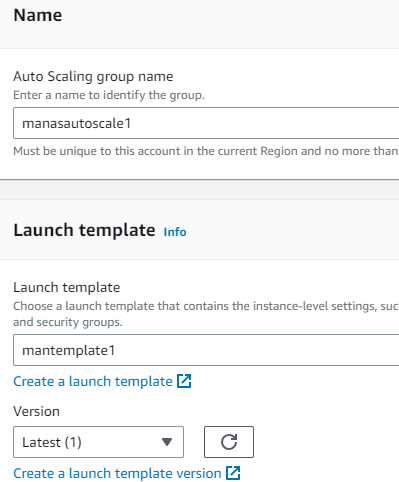 Name
Auto Scaling group name
Enter a name to identify the group.
manasautoscale1
Must be unique to this account in the current Region and no more than
Launch template Info
Launch template
Choose a launch template that contains the instance-level settings, suc
and security groups.
mantemplate1
Create a launch template
Version
Latest (1)
Create a launch template version